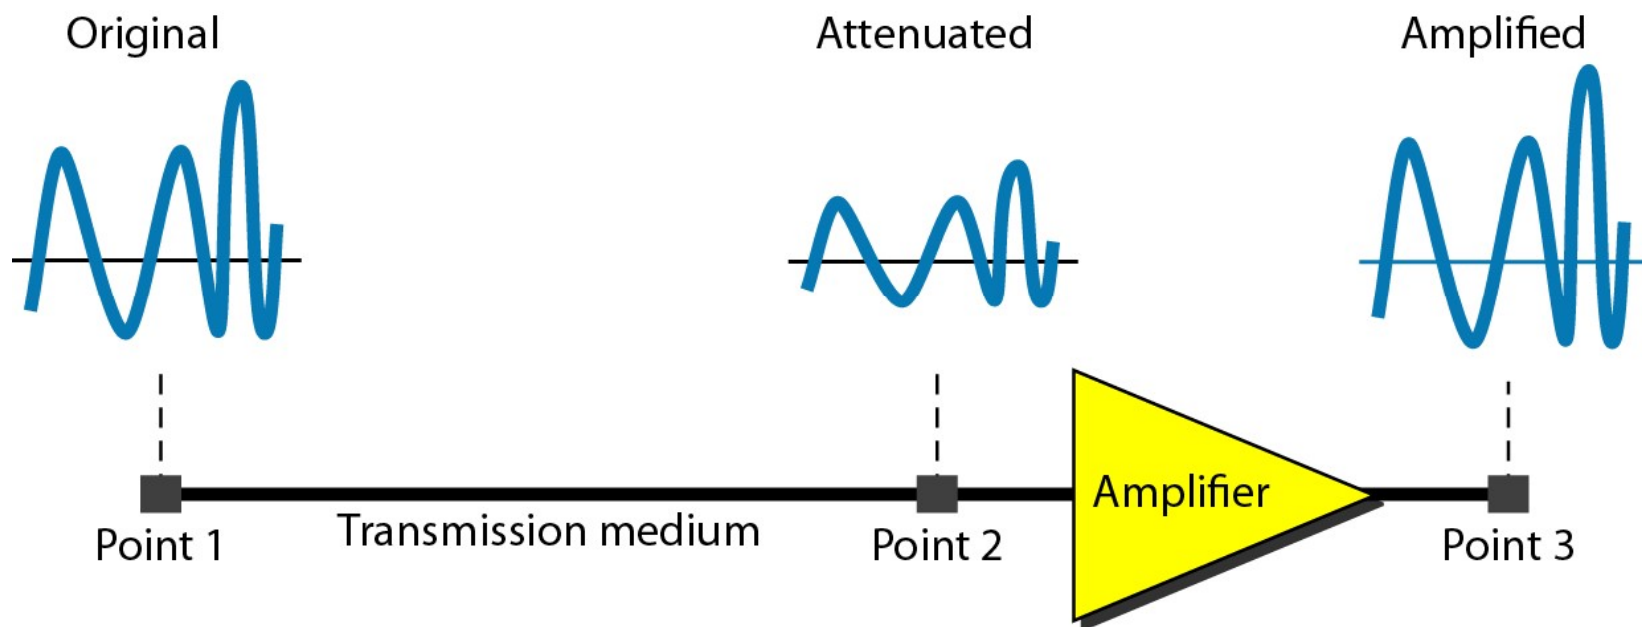 Original
Attenuated
Amplified
Amplifier
Transmission medium
Point 1
Point 2
Point 3